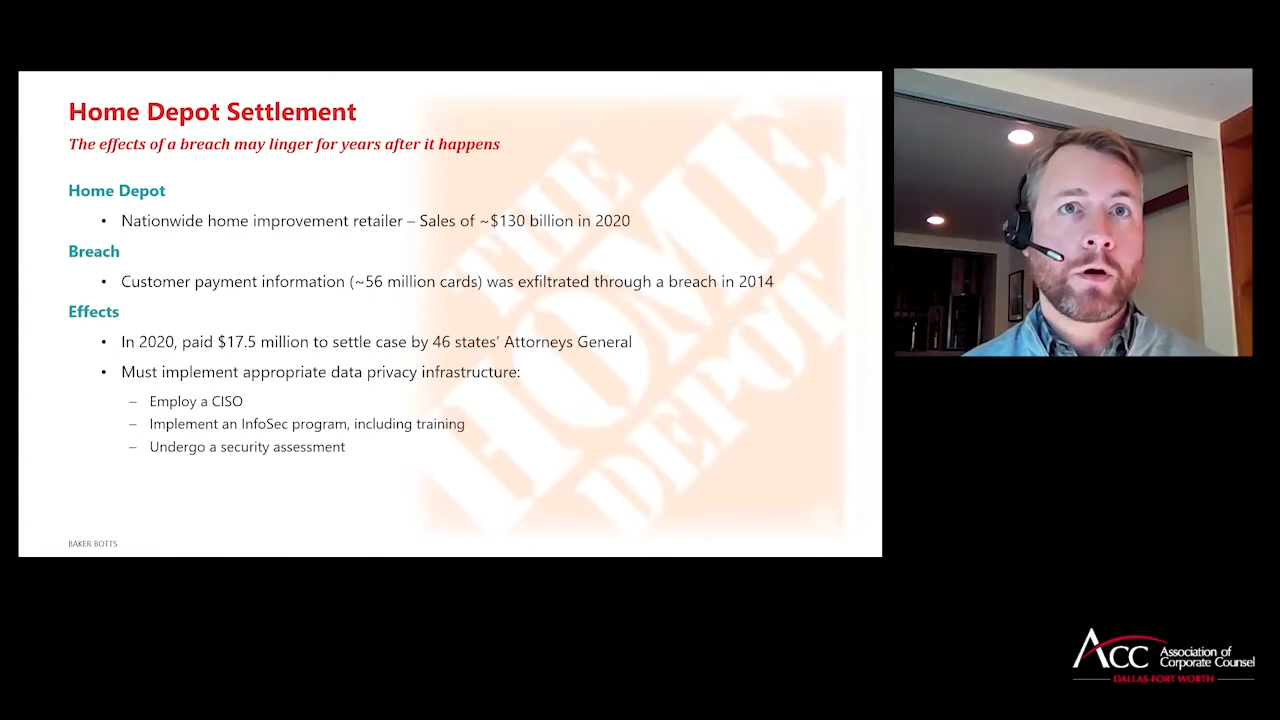 Home Depot Settlement
The effects of a breach may linger for years after it happens
Home Depot
• Nationwide home improvement retailer – Sales of ~$130 billion in 2020
Breach
• Customer payment information (~56 million cards) was exfiltrated through a breach in 2014
Effects
• In 2020, paid $17.5 million to settle case by 46 states' Attorneys General
• Must implement appropriate data privacy infrastructure:
– Employ a CISO
– Implement an InfoSec program, including training
– Undergo a security assessment
THE
HOME
DEPOT
BAKER BOTTS
ACC Association of
Corporate Counsel
DALLAS-FORT WORTH